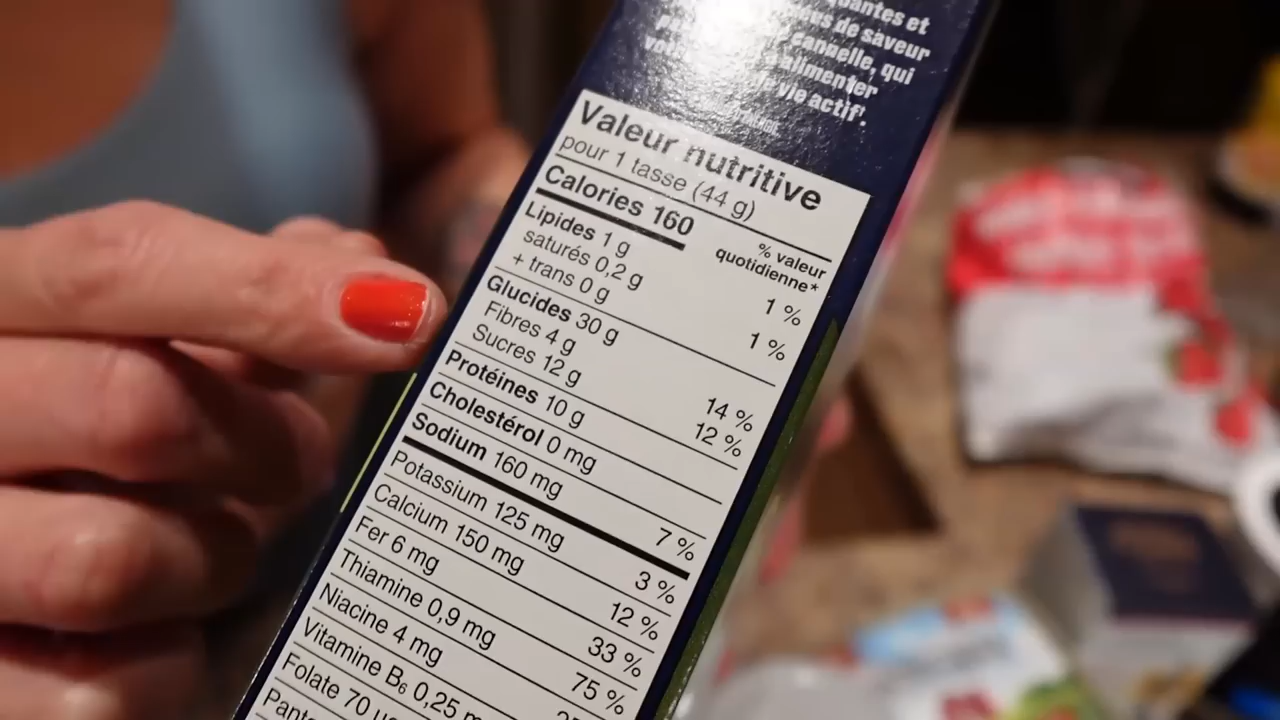 et
de saveur
cannelle, qui
alimenter
vie actif
Valeur nutritive
pour 1 tasse (44 g)
Calories 160
% valeur
quotidienne*
Lipides 1 g 1 %
saturés 0,2 g
+ trans 0 g 1 %
Glucides 30 g
Fibres 4 g 14 %
Sucres 12 g 12 %
Protéines 10 g
Cholestérol 0 mg
Sodium 160 mg 7 %
Potassium 125 mg 3 %
Calcium 150 mg 12 %
Fer 6 mg 33 %
Thiamine 0,9 mg 75 %
Niacine 4 mg
Vitamine B₆ 0,25
Folate 70